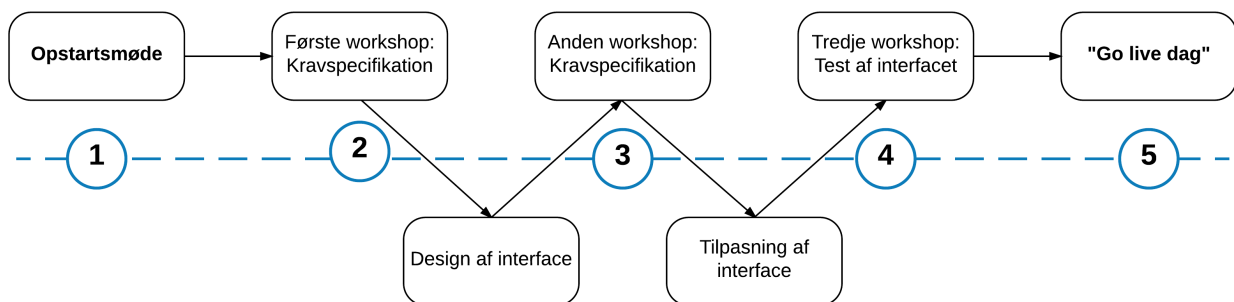 Opstartsmøde
Første workshop:
Kravspecifikation
Anden workshop:
Kravspecifikation
Tredje workshop:
Test af interfacet
"Go live dag"
1
2
3
4
5
Design af interface
Tilpasning af
interface